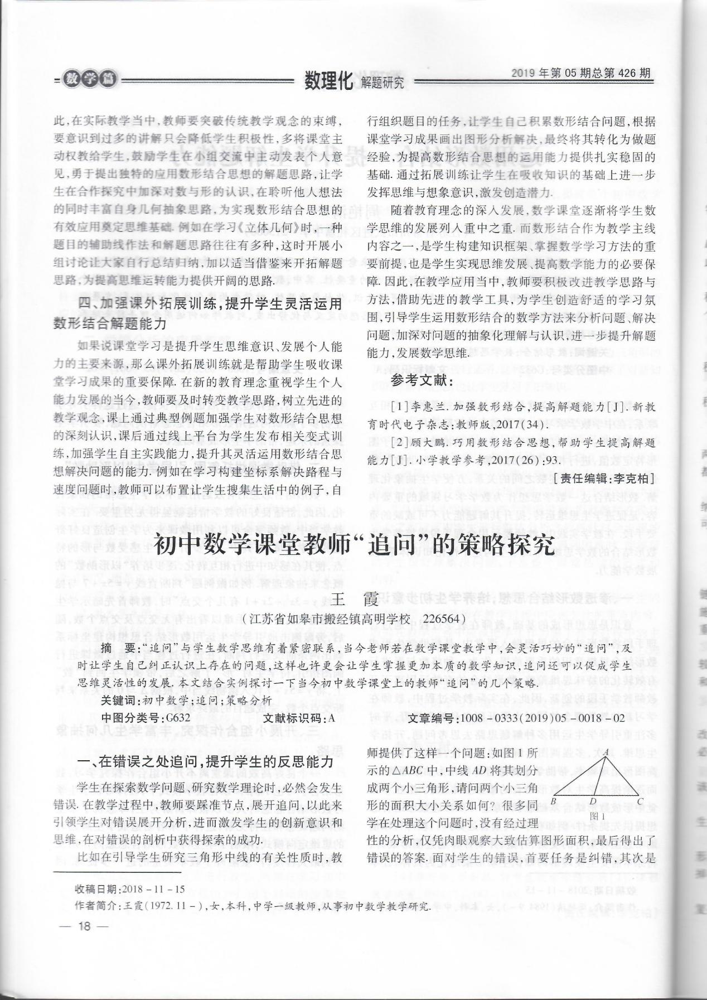 数学篇
数理化 解题研究
2019年第05期总第426期
此,在实际教学当中,教师要突破传统教学观念的束缚,
要意识到过多的讲解只会降低学生积极性,多将课堂主
动权教给学生,鼓励学生在小组交流中主动发表个人意
见,勇于提出独特的应用数形结合思想的解题思路,让学
生在合作探究中加深对数与形的认识,在聆听他人想法
的同时丰富自身几何抽象思路,为实现数形结合思想的
有效应用奠定思维基础.例如在学习《立体几何》时,一种
题目的辅助线作法和解题思路往往有多种,这时开展小
组讨论让大家自行总结归纳,加以适当借鉴来开拓解题
思路,为提高思维运转能力提供开阔的思路.
四、加强课外拓展训练,提升学生灵活运用
数形结合解题能力
如果说课堂学习是提升学生思维意识、发展个人能
力的主要来源,那么课外拓展训练就是帮助学生吸收课
堂学习成果的重要保障.在新的教育理念重视学生个人
能力发展的当今,教师要及时转变教学思路,树立先进的
教学观念,课上通过典型例题加强学生对数形结合思想
的深刻认识,课后通过线上平台为学生发布相关变式训
练,加强学生自主实践能力,提升其灵活运用数形结合思
想解决问题的能力.例如在学习构建坐标系解决路程与
速度问题时,教师可以布置让学生搜集生活中的例子,自
行组织题目的任务,让学生自己积累数形结合问题,根据
课堂学习成果画出图形分析解决,最终将其转化为做题
经验,为提高数形结合思想的运用能力提供扎实稳固的
基础.通过拓展训练让学生在吸收知识的基础上进一步
发挥思维与想象意识,激发创造潜力.
随着教育理念的深入发展,数学课堂逐渐将学生数
学思维的发展列入重中之重.而数形结合作为教学主线
内容之一,是学生构建知识框架、掌握数学学习方法的重
要前提,也是学生实现思维发展、提高数学能力的必要保
障.因此,在教学应用当中,教师要积极改进教学思路与
方法,借助先进的教学工具,为学生创造舒适的学习氛
围,引导学生运用数形结合的数学方法来分析问题、解决
问题,加深对问题的抽象化理解与认识,进一步提升解题
能力,发展数学思维.
参考文献:
[1]李惠兰.加强数形结合,提高解题能力[J].新教
育时代电子杂志:教师版,2017(34).
[2]顾大鹏.巧用数形结合思想,帮助学生提高解题
能力[J].小学教学参考,2017(26):93.
[责任编辑:李克柏]
初中数学课堂教师“追问”的策略探究
王 霞
(江苏省如皋市搬经镇高明学校 226564)
摘 要:“追问”与学生数学思维有着紧密联系,当今老师若在数学课堂教学中,会灵活巧妙的“追问”,及
时让学生自己纠正认识上存在的问题,这样也许更会让学生掌握更加本质的数学知识,追问还可以促成学生
思维灵活性的发展.本文结合实例探讨一下当今初中数学课堂上的教师“追问”的几个策略.
关键词:初中数学;追问;策略分析
中图分类号:G632 文献标识码:A 文章编号:1008-0333(2019)05-0018-02
一、在错误之处追问,提升学生的反思能力
学生在探索数学问题、研究数学理论时,必然会发生
错误.在教学过程中,教师要踩准节点,展开追问,以此来
引领学生对错误展开分析,进而激发学生的创新意识和
思维,在对错误的剖析中获得探索的成功.
比如在引导学生研究三角形中线的有关性质时,教
师提供了这样一个问题:如图1所
示的△ABC中,中线AD将其划分
成两个小三角形,请问两个小三角
形的面积大小关系如何?很多同
学在处理这个问题时,没有经过理
性的分析,仅凭肉眼观察大致估算图形面积,最后得出了
错误的答案.面对学生的错误,首要任务是纠错,其次是
A
B D C
图1
收稿日期:2018-11-15
作者简介:王霞(1972.11-),女,本科,中学一级教师,从事初中数学教学研究.
— 18 —